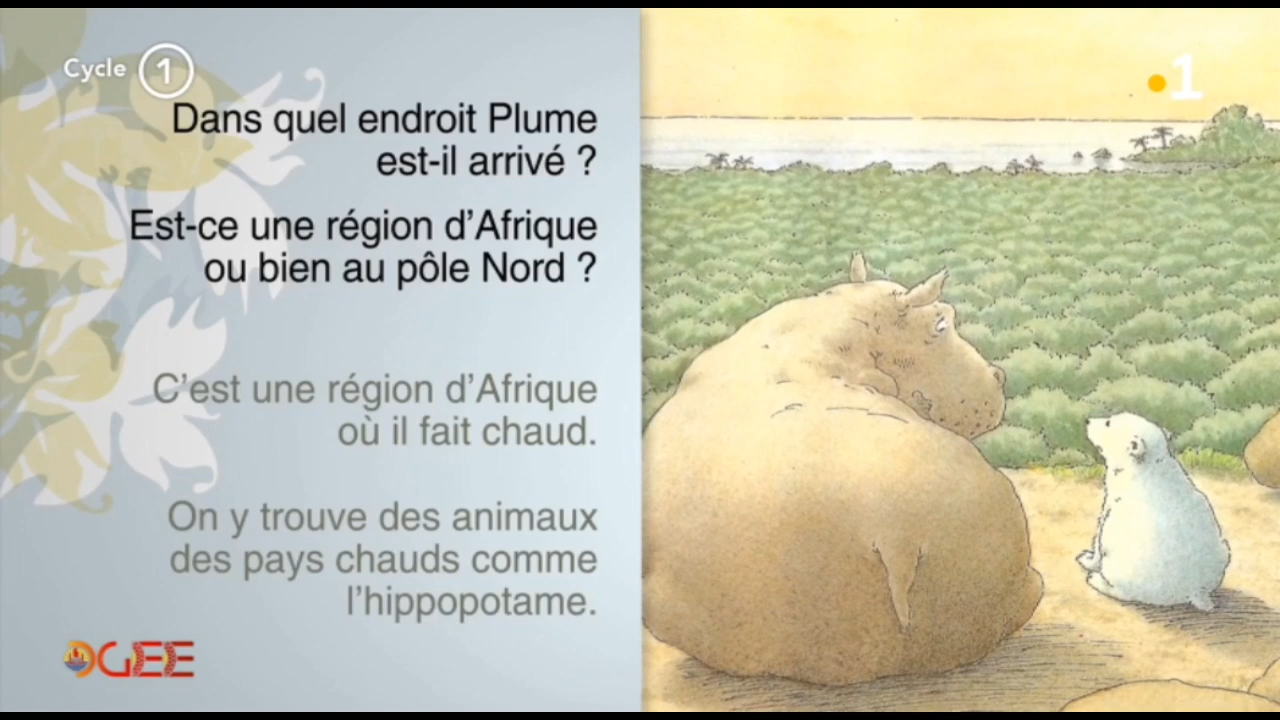 Cycle 1
1
Dans quel endroit Plume
est-il arrivé ?
Est-ce une région d'Afrique
ou bien au pôle Nord ?
C'est une région d'Afrique
où il fait chaud.
On y trouve des animaux
des pays chauds comme
l'hippopotame.
DGEE